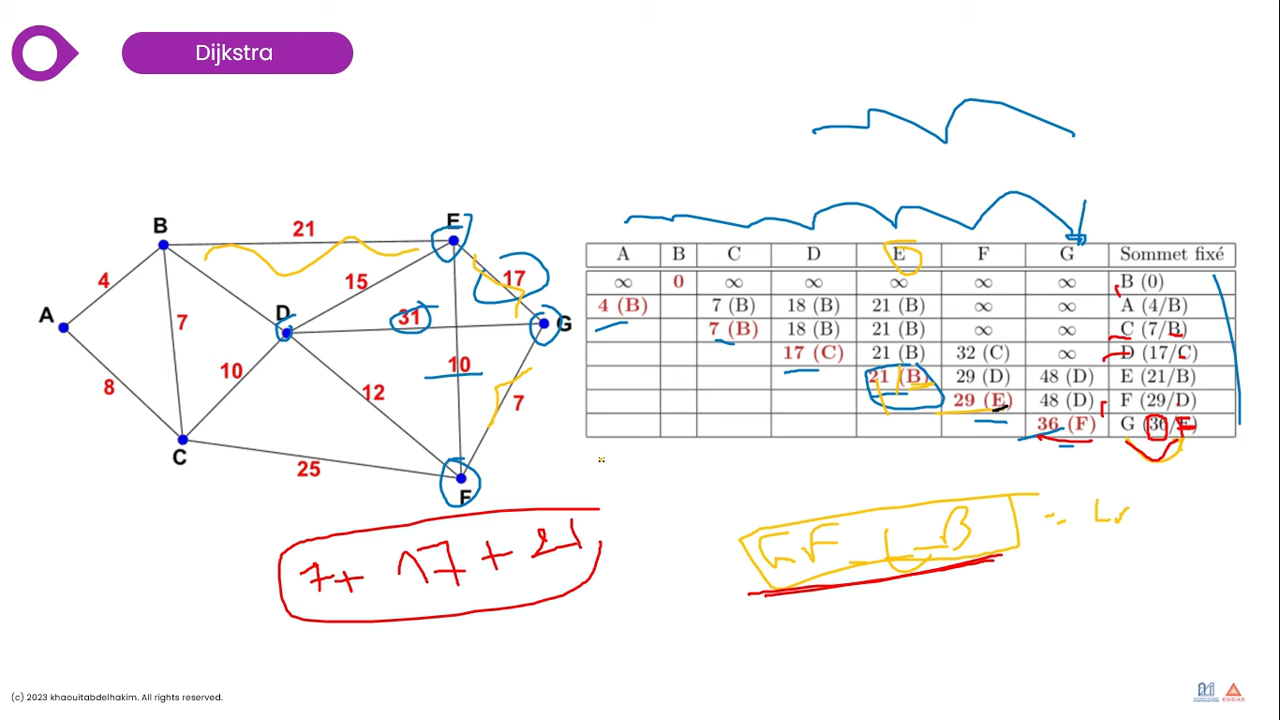 Dijkstra
B
21
E
4
15
17
A
7
D
31
G
10
10
8
12
7
C
25
F
A B C D E F G Sommet fixé
∞ 0 ∞ ∞ ∞ ∞ ∞ B (0)
4 (B) 7 (B) 18 (B) 21 (B) ∞ ∞ A (4/B)
7 (B) 18 (B) 21 (B) ∞ ∞ C (7/B)
17 (C) 21 (B) 32 (C) ∞ D (17/C)
21 (B) 29 (D) 48 (D) E (21/B)
29 (E) 48 (D) F (29/D)
36 (F) G (36/F)
7+ 17 + 21
(c) 2023 khaouitabdelhakim. All rights reserved.
ENSIAS